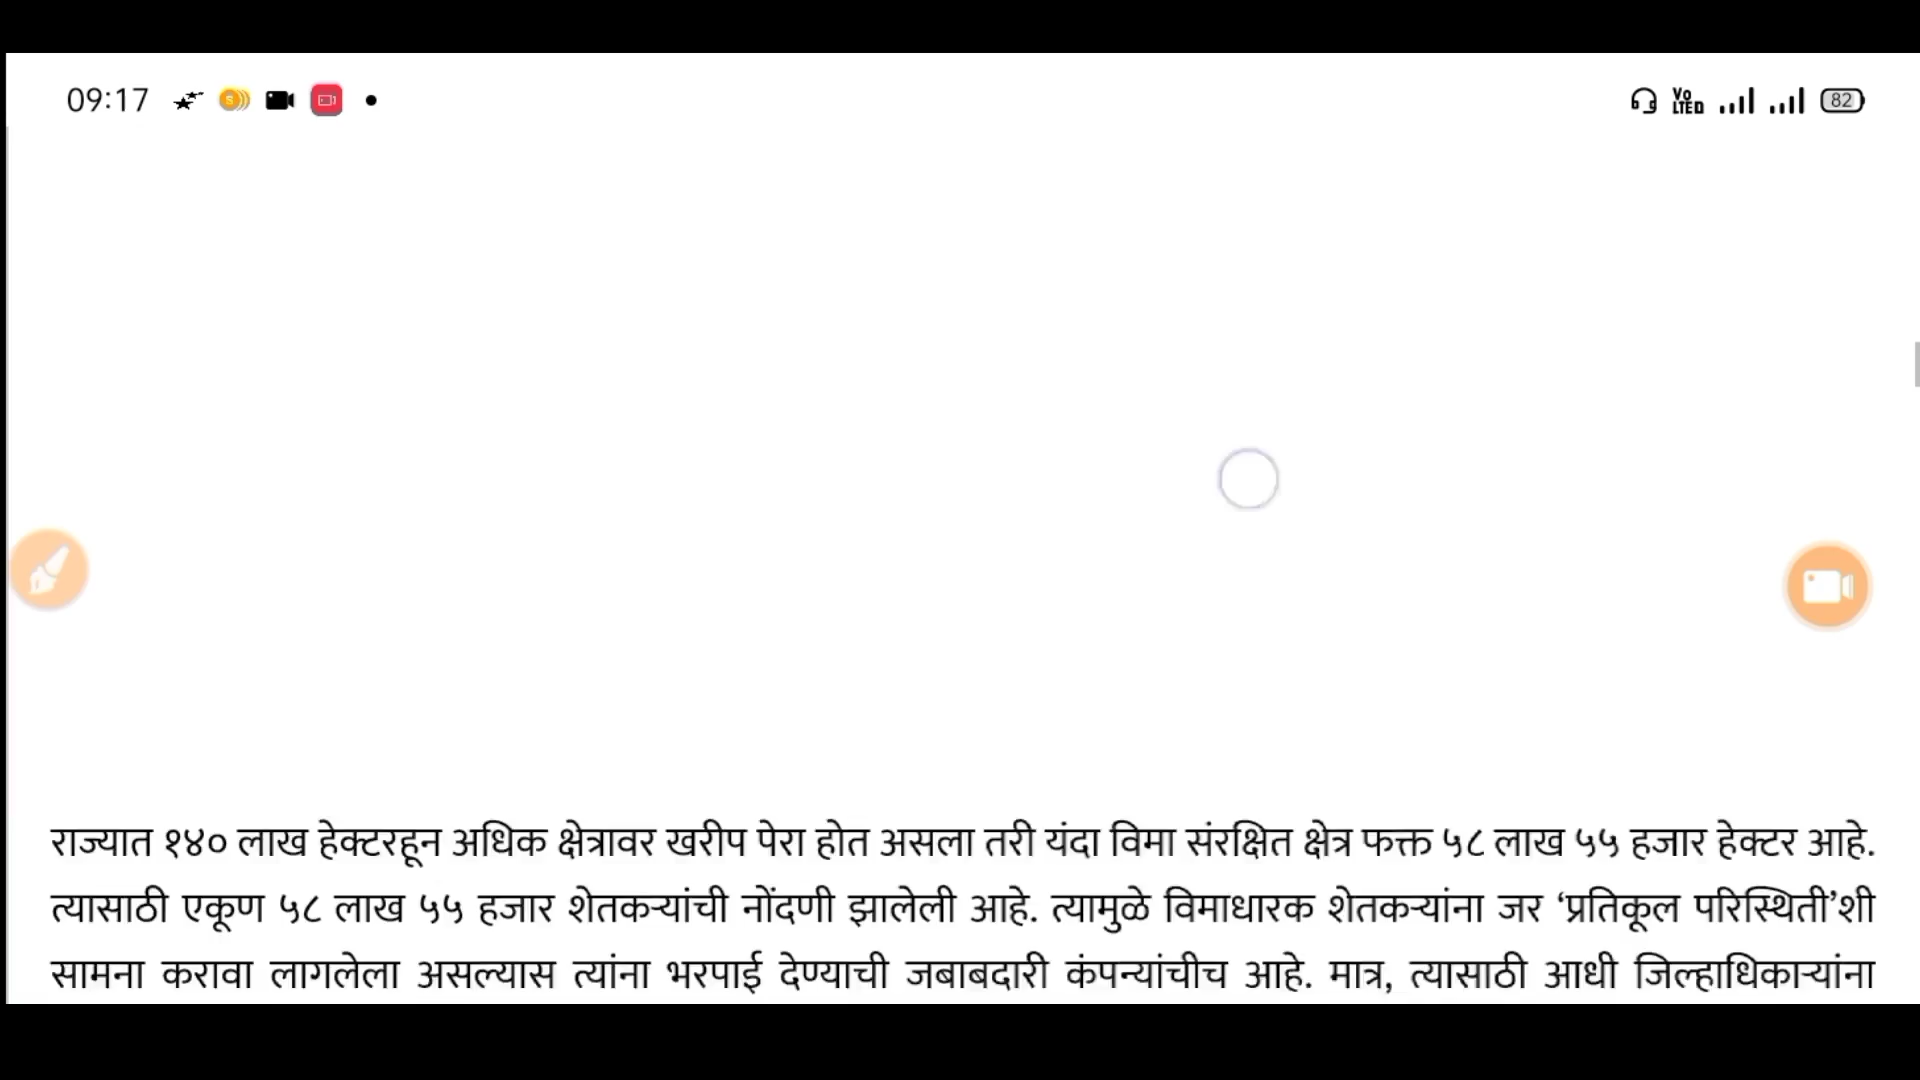 09:17
Vo
LTED
82
राज्यात १४० लाख हेक्टरहून अधिक क्षेत्रावर खरीप पेरा होत असला तरी यंदा विमा संरक्षित क्षेत्र फक्त ५८ लाख ५५ हजार हेक्टर आहे.
त्यासाठी एकूण ५८ लाख ५५ हजार शेतकऱ्यांची नोंदणी झालेली आहे. त्यामुळे विमाधारक शेतकऱ्यांना जर ‘प्रतिकूल परिस्थिती’शी
सामना करावा लागलेला असल्यास त्यांना भरपाई देण्याची जबाबदारी कंपन्यांचीच आहे. मात्र, त्यासाठी आधी जिल्हाधिकाऱ्यांना